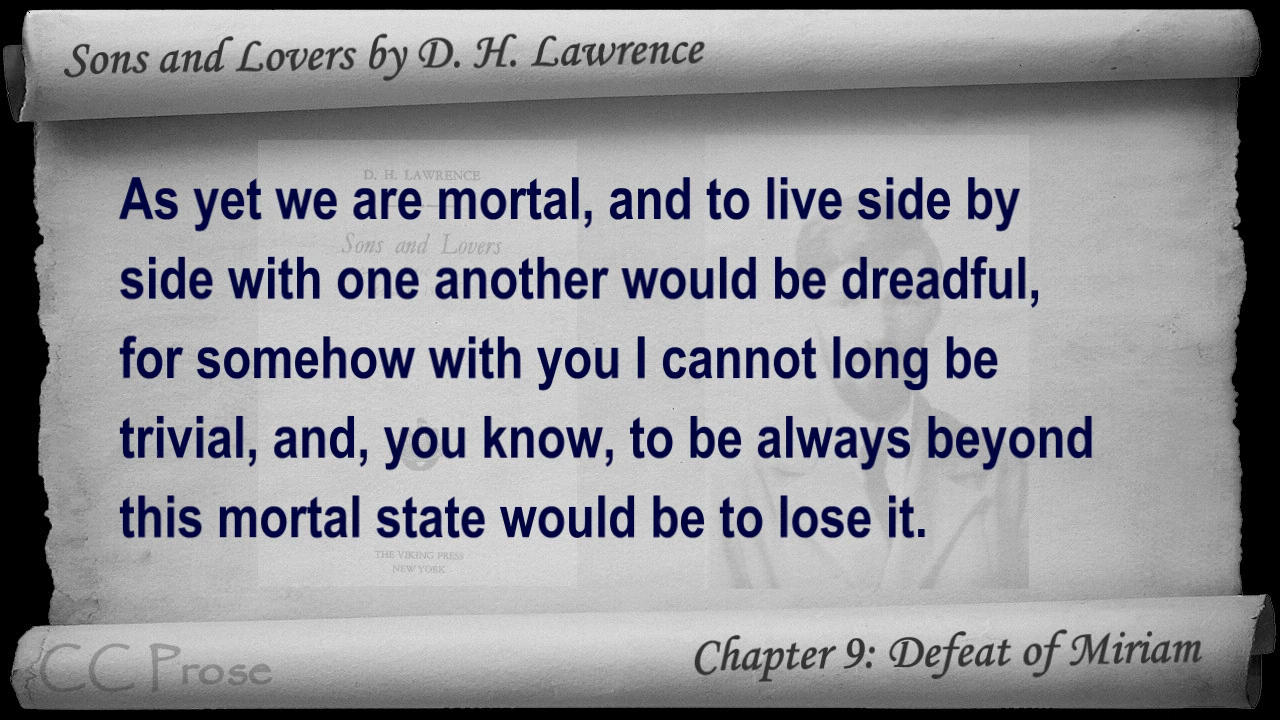 Sons and Lovers by D. H. Lawrence
D. H. LAWRENCE
Sons and Lovers
As yet we are mortal, and to live side by
side with one another would be dreadful,
for somehow with you I cannot long be
trivial, and, you know, to be always beyond
this mortal state would be to lose it.
THE VIKING PRESS
NEW YORK
Chapter 9: Defeat of Miriam
CC Prose